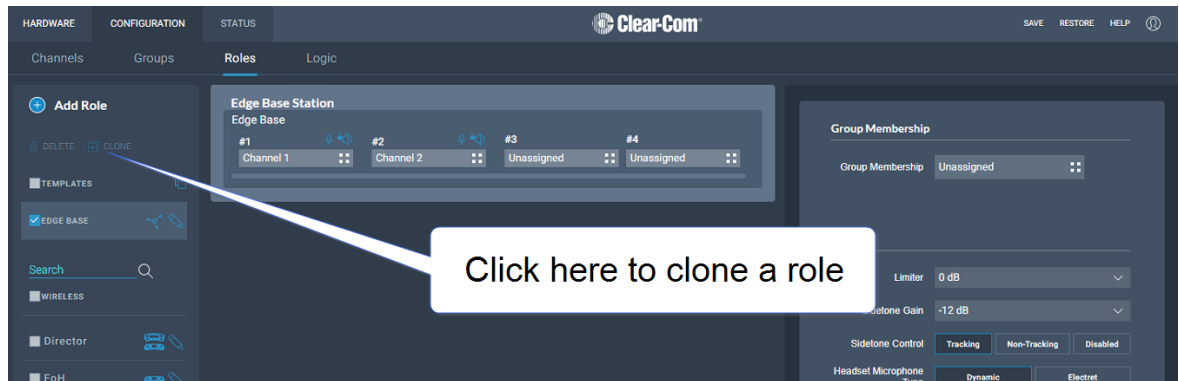 HARDWARE CONFIGURATION STATUS Clear-Com® SAVE RESTORE HELP
Channels Groups Roles Logic
Add Role
DELETE CLONE
TEMPLATES
EDGE BASE
Search
WIRELESS
Director
FoH
Edge Base Station
Edge Base
#1 #2 #3 #4
Channel 1 Channel 2 Unassigned Unassigned
Click here to clone a role
Group Membership
Group Membership Unassigned
Limiter 0 dB
Sidetone Gain -12 dB
Sidetone Control Tracking Non-Tracking Disabled
Headset Microphone
Dynamic Electret